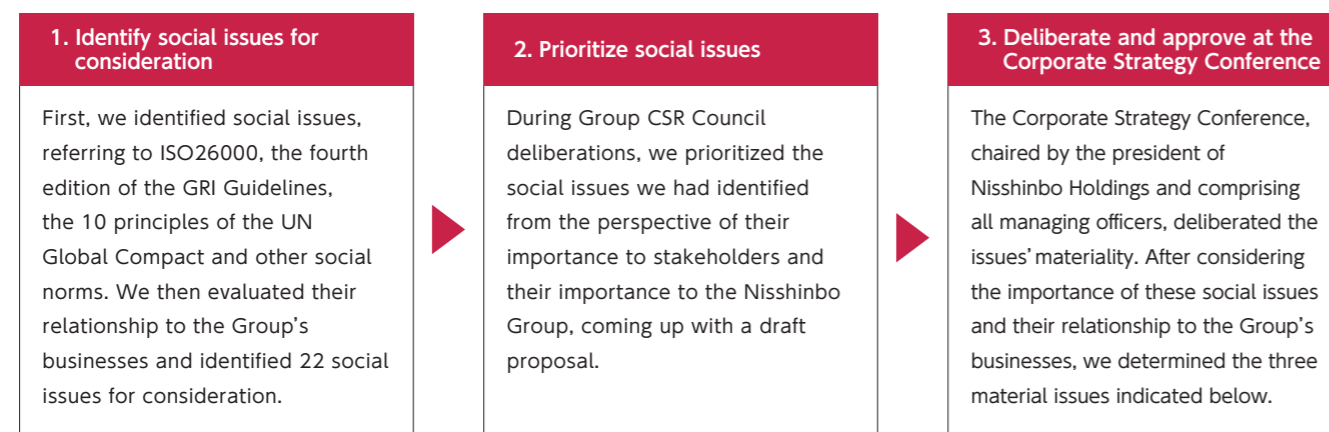 1. Identify social issues for
consideration
First, we identified social issues,
referring to ISO26000, the fourth
edition of the GRI Guidelines,
the 10 principles of the UN
Global Compact and other social
norms. We then evaluated their
relationship to the Group's
businesses and identified 22 social
issues for consideration.
2. Prioritize social issues
During Group CSR Council
deliberations, we prioritized the
social issues we had identified
from the perspective of their
importance to stakeholders and
their importance to the Nisshinbo
Group, coming up with a draft
proposal.
3. Deliberate and approve at the
Corporate Strategy Conference
The Corporate Strategy Conference,
chaired by the president of
Nisshinbo Holdings and comprising
all managing officers, deliberated the
issues' materiality. After considering
the importance of these social issues
and their relationship to the Group's
businesses, we determined the three
material issues indicated below.